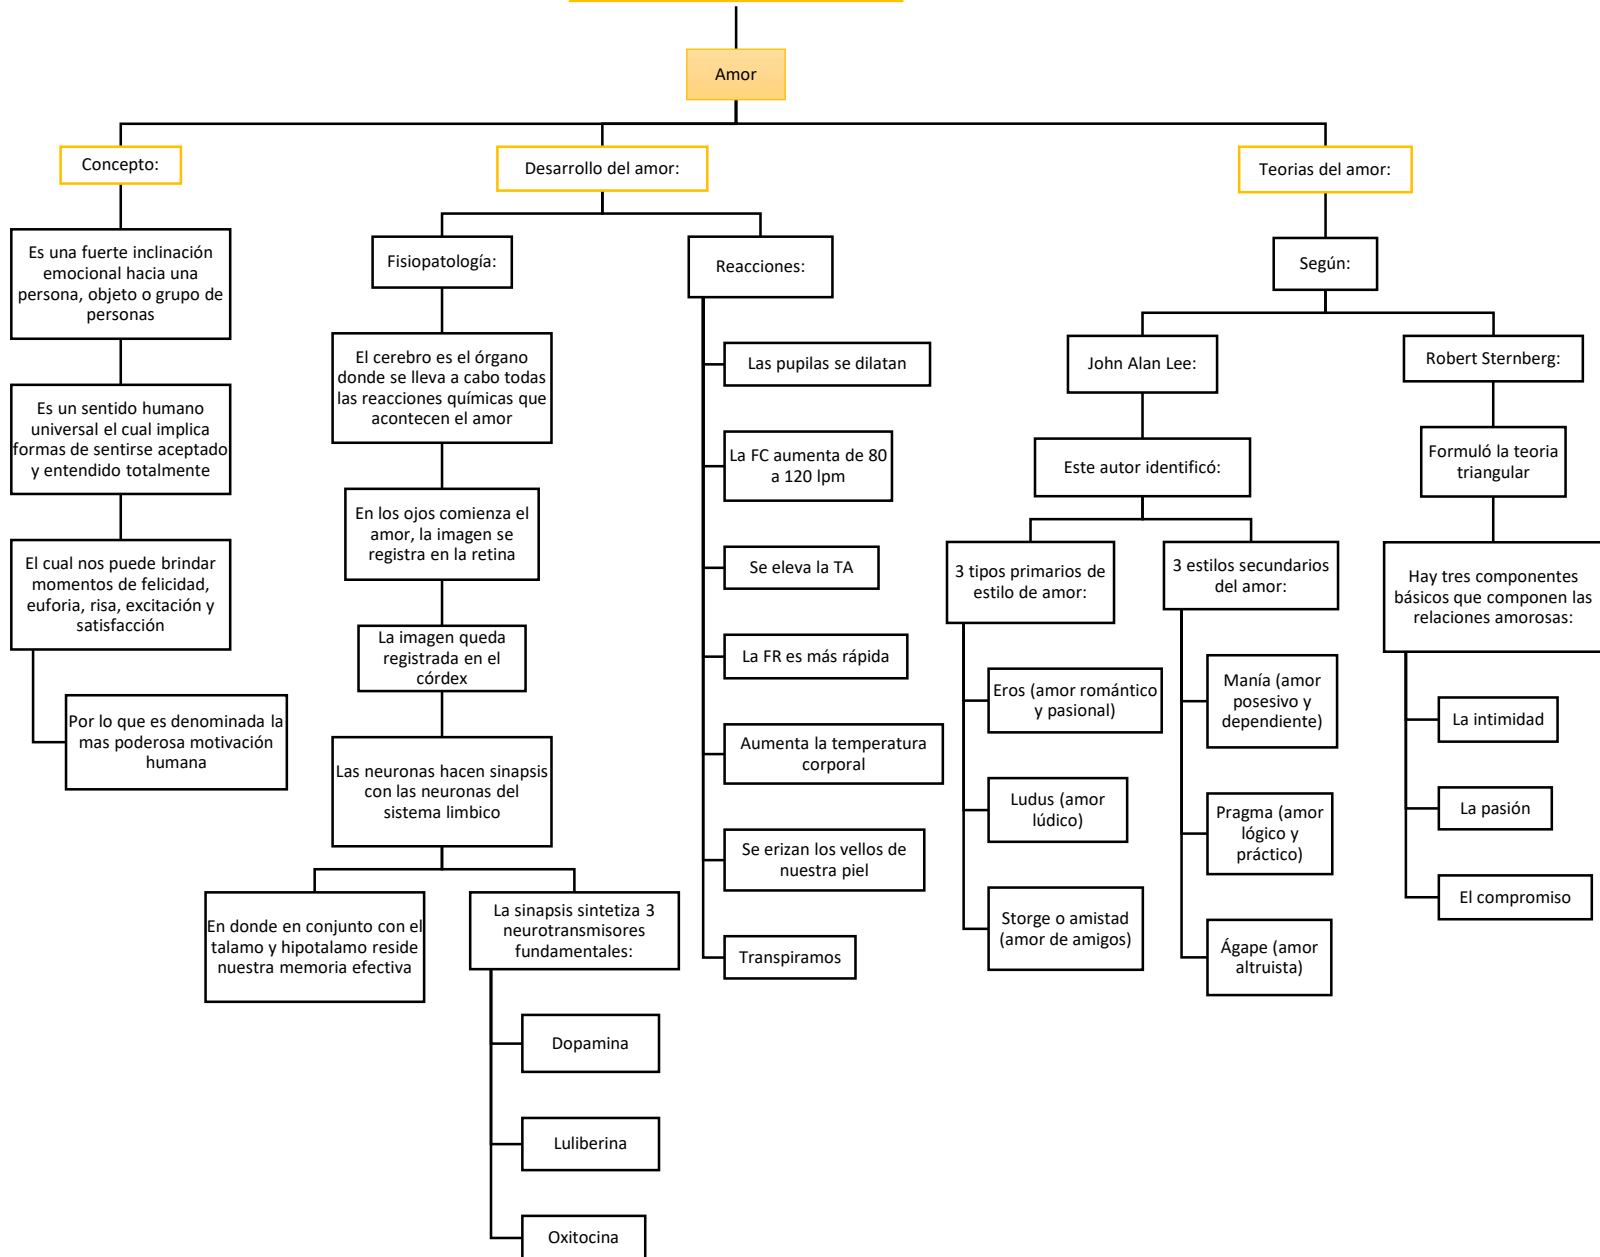 Amor
Concepto:
Es una fuerte inclinación
emocional hacia una
persona, objeto o grupo de
personas
Es un sentido humano
universal el cual implica
formas de sentirse aceptado
y entendido totalmente
El cual nos puede brindar
momentos de felicidad,
euforia, risa, excitación y
satisfacción
Por lo que es denominada la
mas poderosa motivación
humana
Desarrollo del amor:
Fisiopatología:
El cerebro es el órgano
donde se lleva a cabo todas
las reacciones químicas que
acontecen el amor
En los ojos comienza el
amor, la imagen se
registra en la retina
La imagen queda
registrada en el
córdex
Las neuronas hacen sinapsis
con las neuronas del
sistema limbico
En donde en conjunto con el
talamo y hipotalamo reside
nuestra memoria efectiva
La sinapsis sintetiza 3
neurotransmisores
fundamentales:
Dopamina
Luliberina
Oxitocina
Reacciones:
Las pupilas se dilatan
La FC aumenta de 80
a 120 lpm
Se eleva la TA
La FR es más rápida
Aumenta la temperatura
corporal
Se erizan los vellos de
nuestra piel
Transpiramos
Teorias del amor:
Según:
John Alan Lee:
Este autor identificó:
3 tipos primarios de
estilo de amor:
Eros (amor romántico
y pasional)
Ludus (amor
lúdico)
Storge o amistad
(amor de amigos)
3 estilos secundarios
del amor:
Manía (amor
posesivo y
dependiente)
Pragma (amor
lógico y
práctico)
Ágape (amor
altruista)
Robert Sternberg:
Formuló la teoria
triangular
Hay tres componentes
básicos que componen las
relaciones amorosas:
La intimidad
La pasión
El compromiso